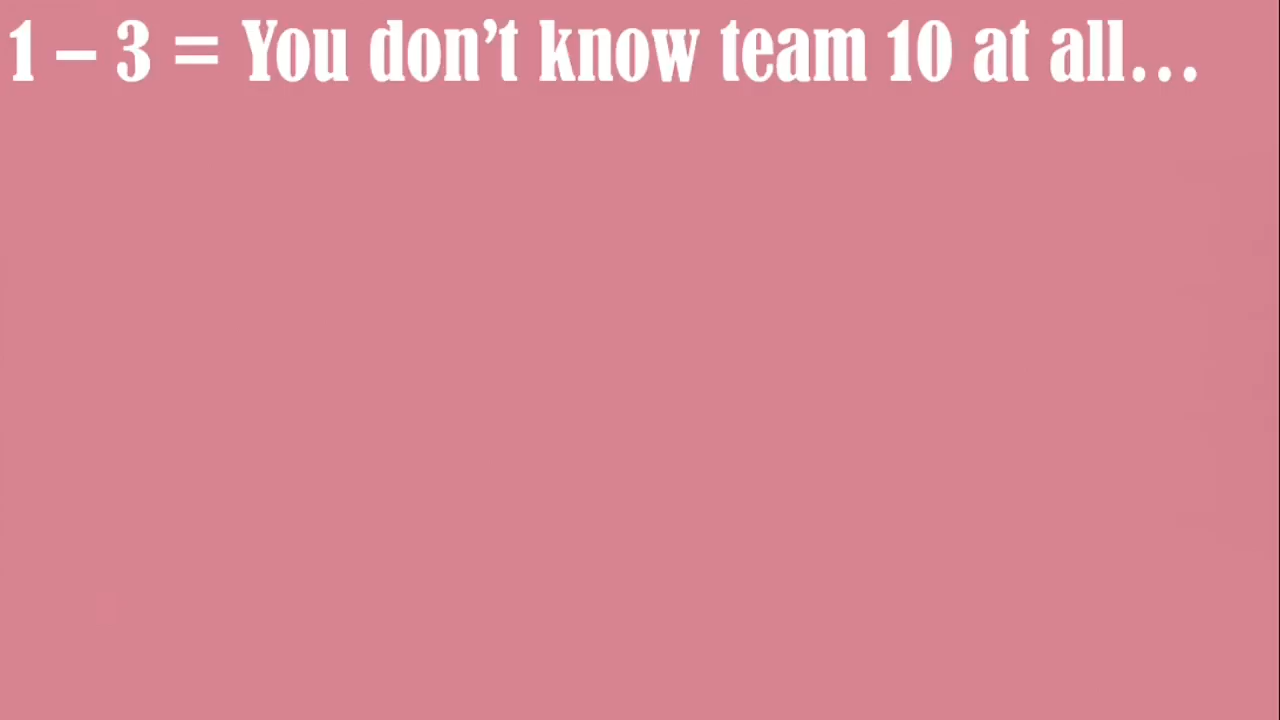 1 – 3 = You don’t know team 10 at all…